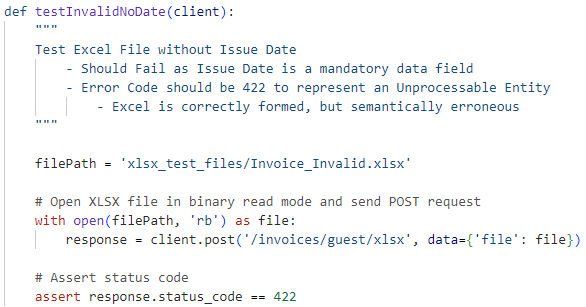 def testInvalidNoDate(client):
    """
    Test Excel File without Issue Date
        - Should Fail as Issue Date is a mandatory data field
        - Error Code should be 422 to represent an Unprocessable Entity
            - Excel is correctly formed, but semantically erroneous
    """

    filePath = 'xlsx_test_files/Invoice_Invalid.xlsx'

    # Open XLSX file in binary read mode and send POST request
    with open(filePath, 'rb') as file:
        response = client.post('/invoices/guest/xlsx', data={'file': file})

    # Assert status code
    assert response.status_code == 422